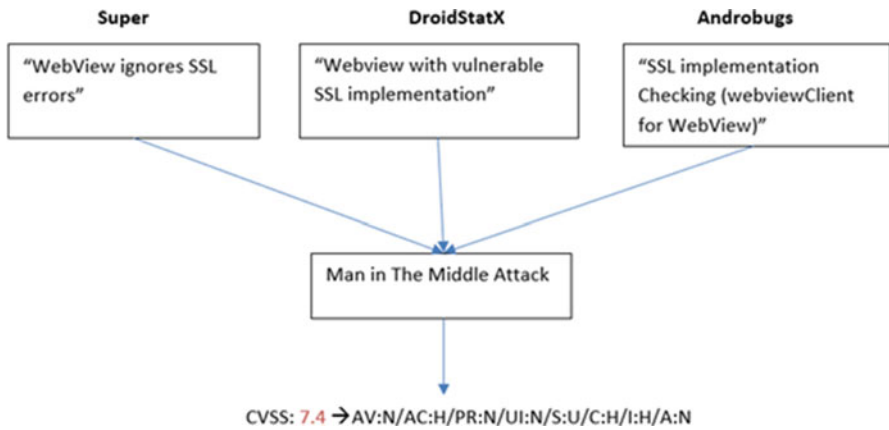 Super
DroidStatX
Androbugs
“WebView ignores SSL
errors”
“Webview with vulnerable
SSL implementation”
“SSL implementation
Checking (webviewClient
for WebView)”
Man in The Middle Attack
CVSS: 7.4 →AV:N/AC:H/PR:N/UI:N/S:U/C:H/I:H/A:N